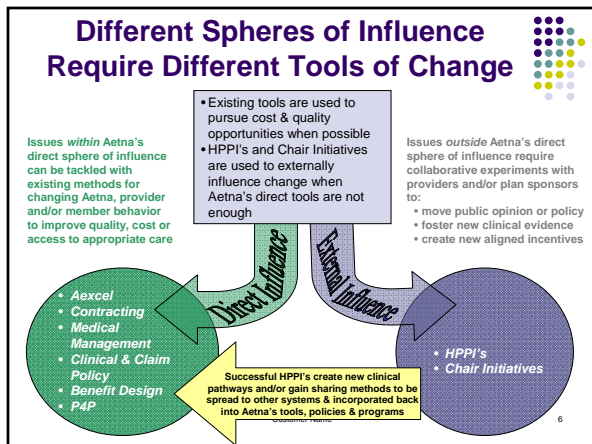 Different Spheres of Influence
Require Different Tools of Change
• Existing tools are used to
pursue cost & quality
opportunities when possible
• HPPI's and Chair Initiatives
are used to externally
influence change when
Aetna's direct tools are not
enough
Issues within Aetna's
direct sphere of influence
can be tackled with
existing methods for
changing Aetna, provider
and/or member behavior
to improve quality, cost or
access to appropriate care
Issues outside Aetna's direct
sphere of influence require
collaborative experiments with
providers and/or plan sponsors
to:
• move public opinion or policy
• foster new clinical evidence
• create new aligned incentives
Direct Influence
External Influence
• Aexcel
• Contracting
• Medical
Management
• Clinical & Claim
Policy
• Benefit Design
• P4P
• HPPI's
• Chair Initiatives
Successful HPPI's create new clinical
pathways and/or gain sharing methods to be
spread to other systems & incorporated back
into Aetna's tools, policies & programs
Customer Name
6